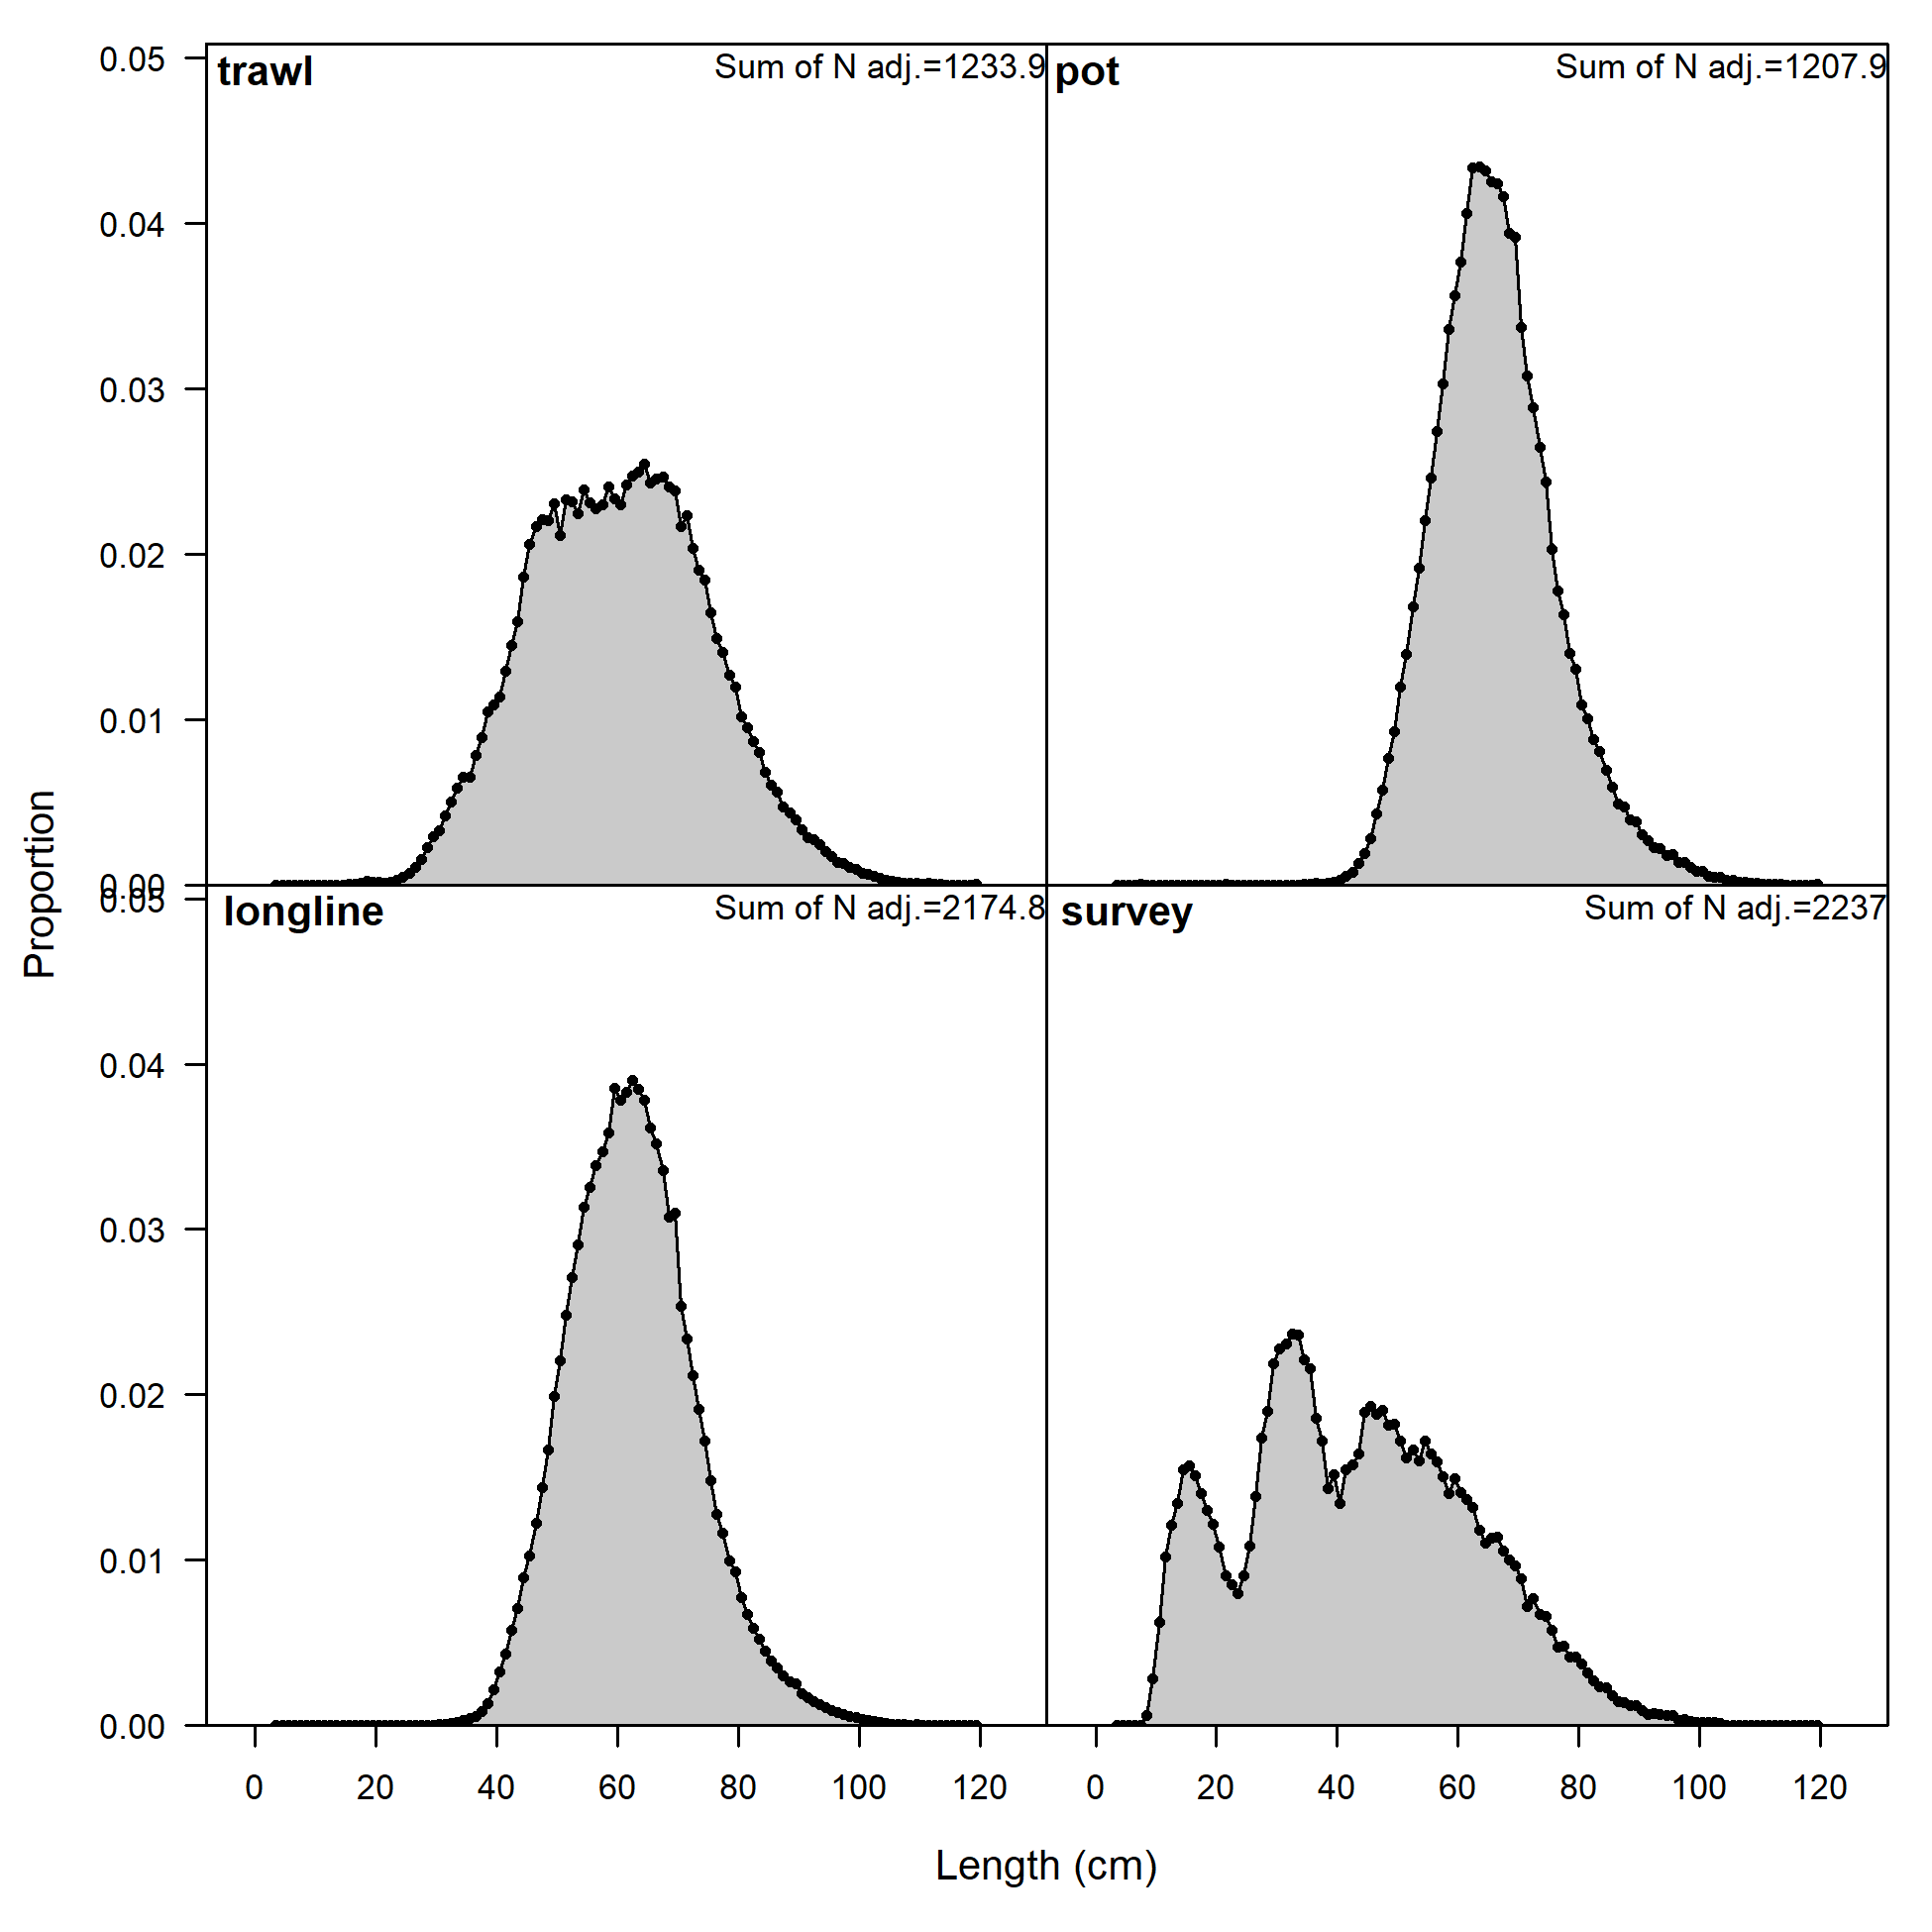 trawl
Sum of N adj.=1233.9
pot
Sum of N adj.=1207.9
0.05
0.04
0.03
0.02
0.01
0.00
longline
Sum of N adj.=2174.8
survey
Sum of N adj.=2237
0.05
0.04
0.03
0.02
0.01
0.00
0 20 40 60 80 100 120
0 20 40 60 80 100 120
Proportion
Length (cm)